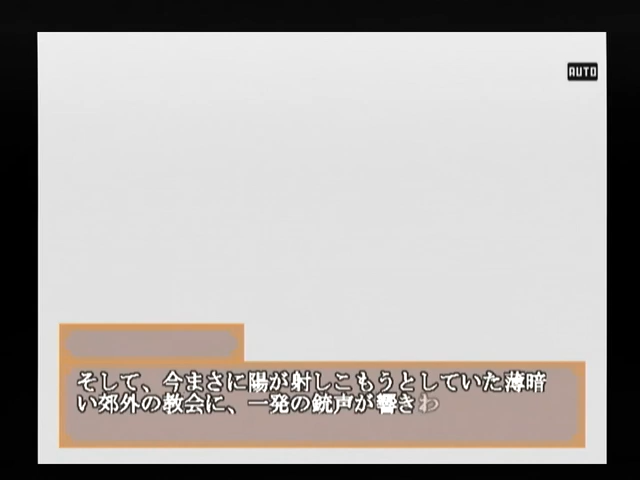 AUTO
そして、今まさに陽が射しこもうとしていた薄暗
い郊外の教会に、一発の銃声が響きわ